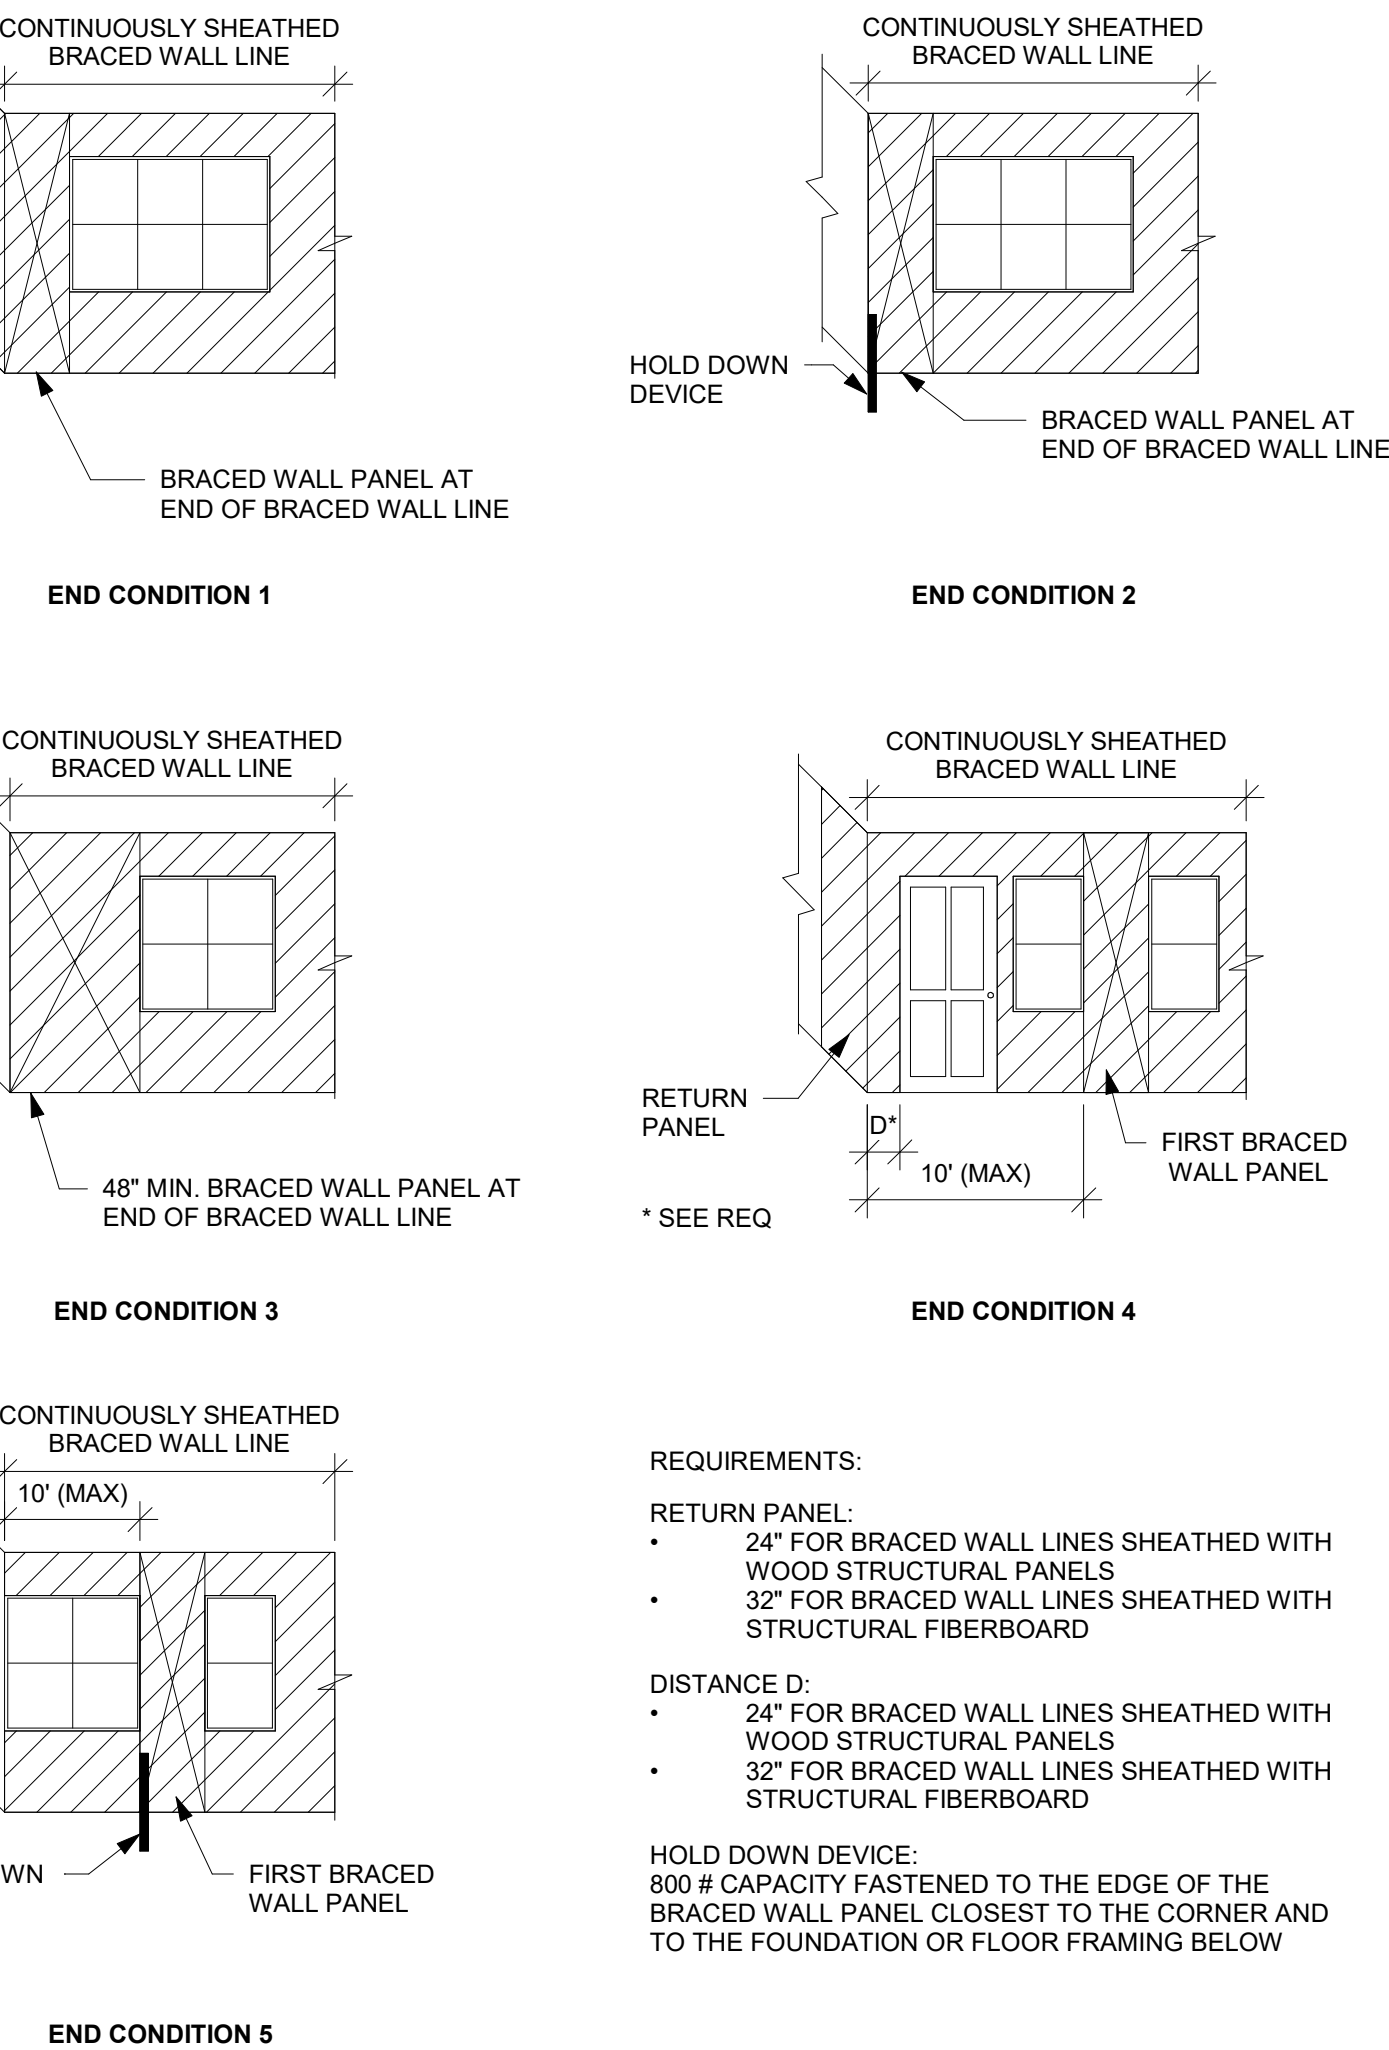 CONTINUOUSLY SHEATHED
BRACED WALL LINE
BRACED WALL PANEL AT
END OF BRACED WALL LINE
END CONDITION 1
CONTINUOUSLY SHEATHED
BRACED WALL LINE
HOLD DOWN
DEVICE
BRACED WALL PANEL AT
END OF BRACED WALL LINE
END CONDITION 2
CONTINUOUSLY SHEATHED
BRACED WALL LINE
48" MIN. BRACED WALL PANEL AT
END OF BRACED WALL LINE
END CONDITION 3
CONTINUOUSLY SHEATHED
BRACED WALL LINE
RETURN
PANEL
D*
10' (MAX)
FIRST BRACED
WALL PANEL
* SEE REQ
END CONDITION 4
CONTINUOUSLY SHEATHED
BRACED WALL LINE
10' (MAX)
WN
FIRST BRACED
WALL PANEL
END CONDITION 5
REQUIREMENTS:
RETURN PANEL:
• 24" FOR BRACED WALL LINES SHEATHED WITH
WOOD STRUCTURAL PANELS
• 32" FOR BRACED WALL LINES SHEATHED WITH
STRUCTURAL FIBERBOARD
DISTANCE D:
• 24" FOR BRACED WALL LINES SHEATHED WITH
WOOD STRUCTURAL PANELS
• 32" FOR BRACED WALL LINES SHEATHED WITH
STRUCTURAL FIBERBOARD
HOLD DOWN DEVICE:
800 # CAPACITY FASTENED TO THE EDGE OF THE
BRACED WALL PANEL CLOSEST TO THE CORNER AND
TO THE FOUNDATION OR FLOOR FRAMING BELOW